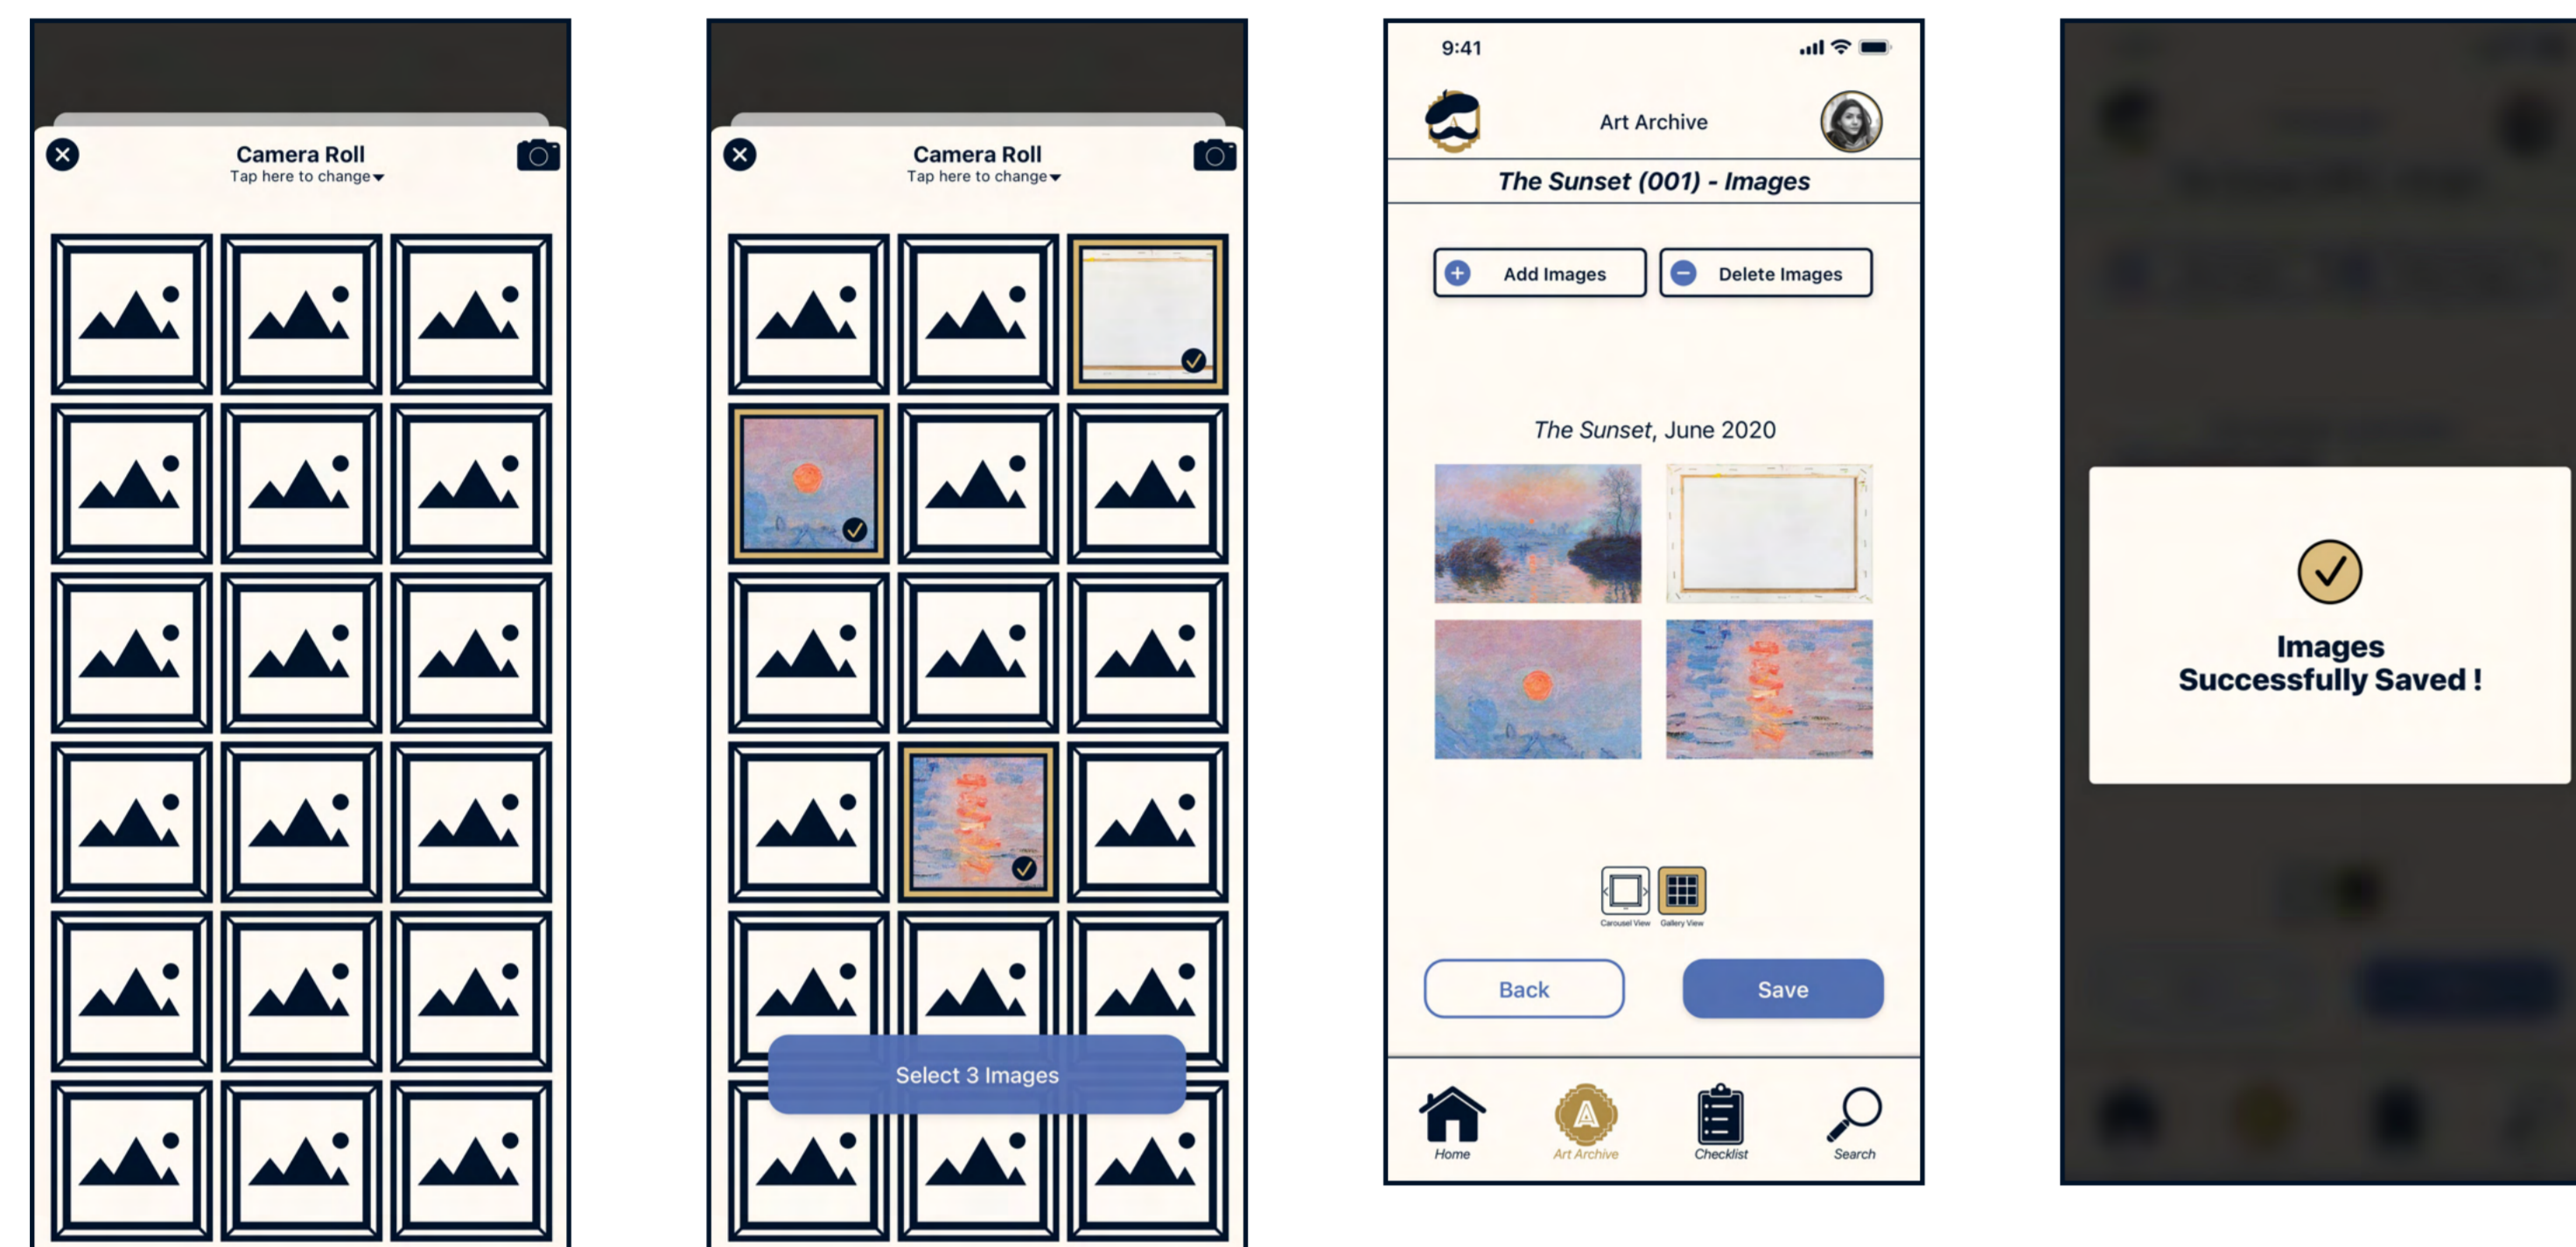 Camera Roll
Tap here to change
Camera Roll
Tap here to change
Select 3 Images
9:41
Art Archive
The Sunset (001) - Images
Add Images
Delete Images
The Sunset, June 2020
Carousel View
Gallery View
Back
Save
Home
Art Archive
Checklist
Search
Images
Successfully Saved !